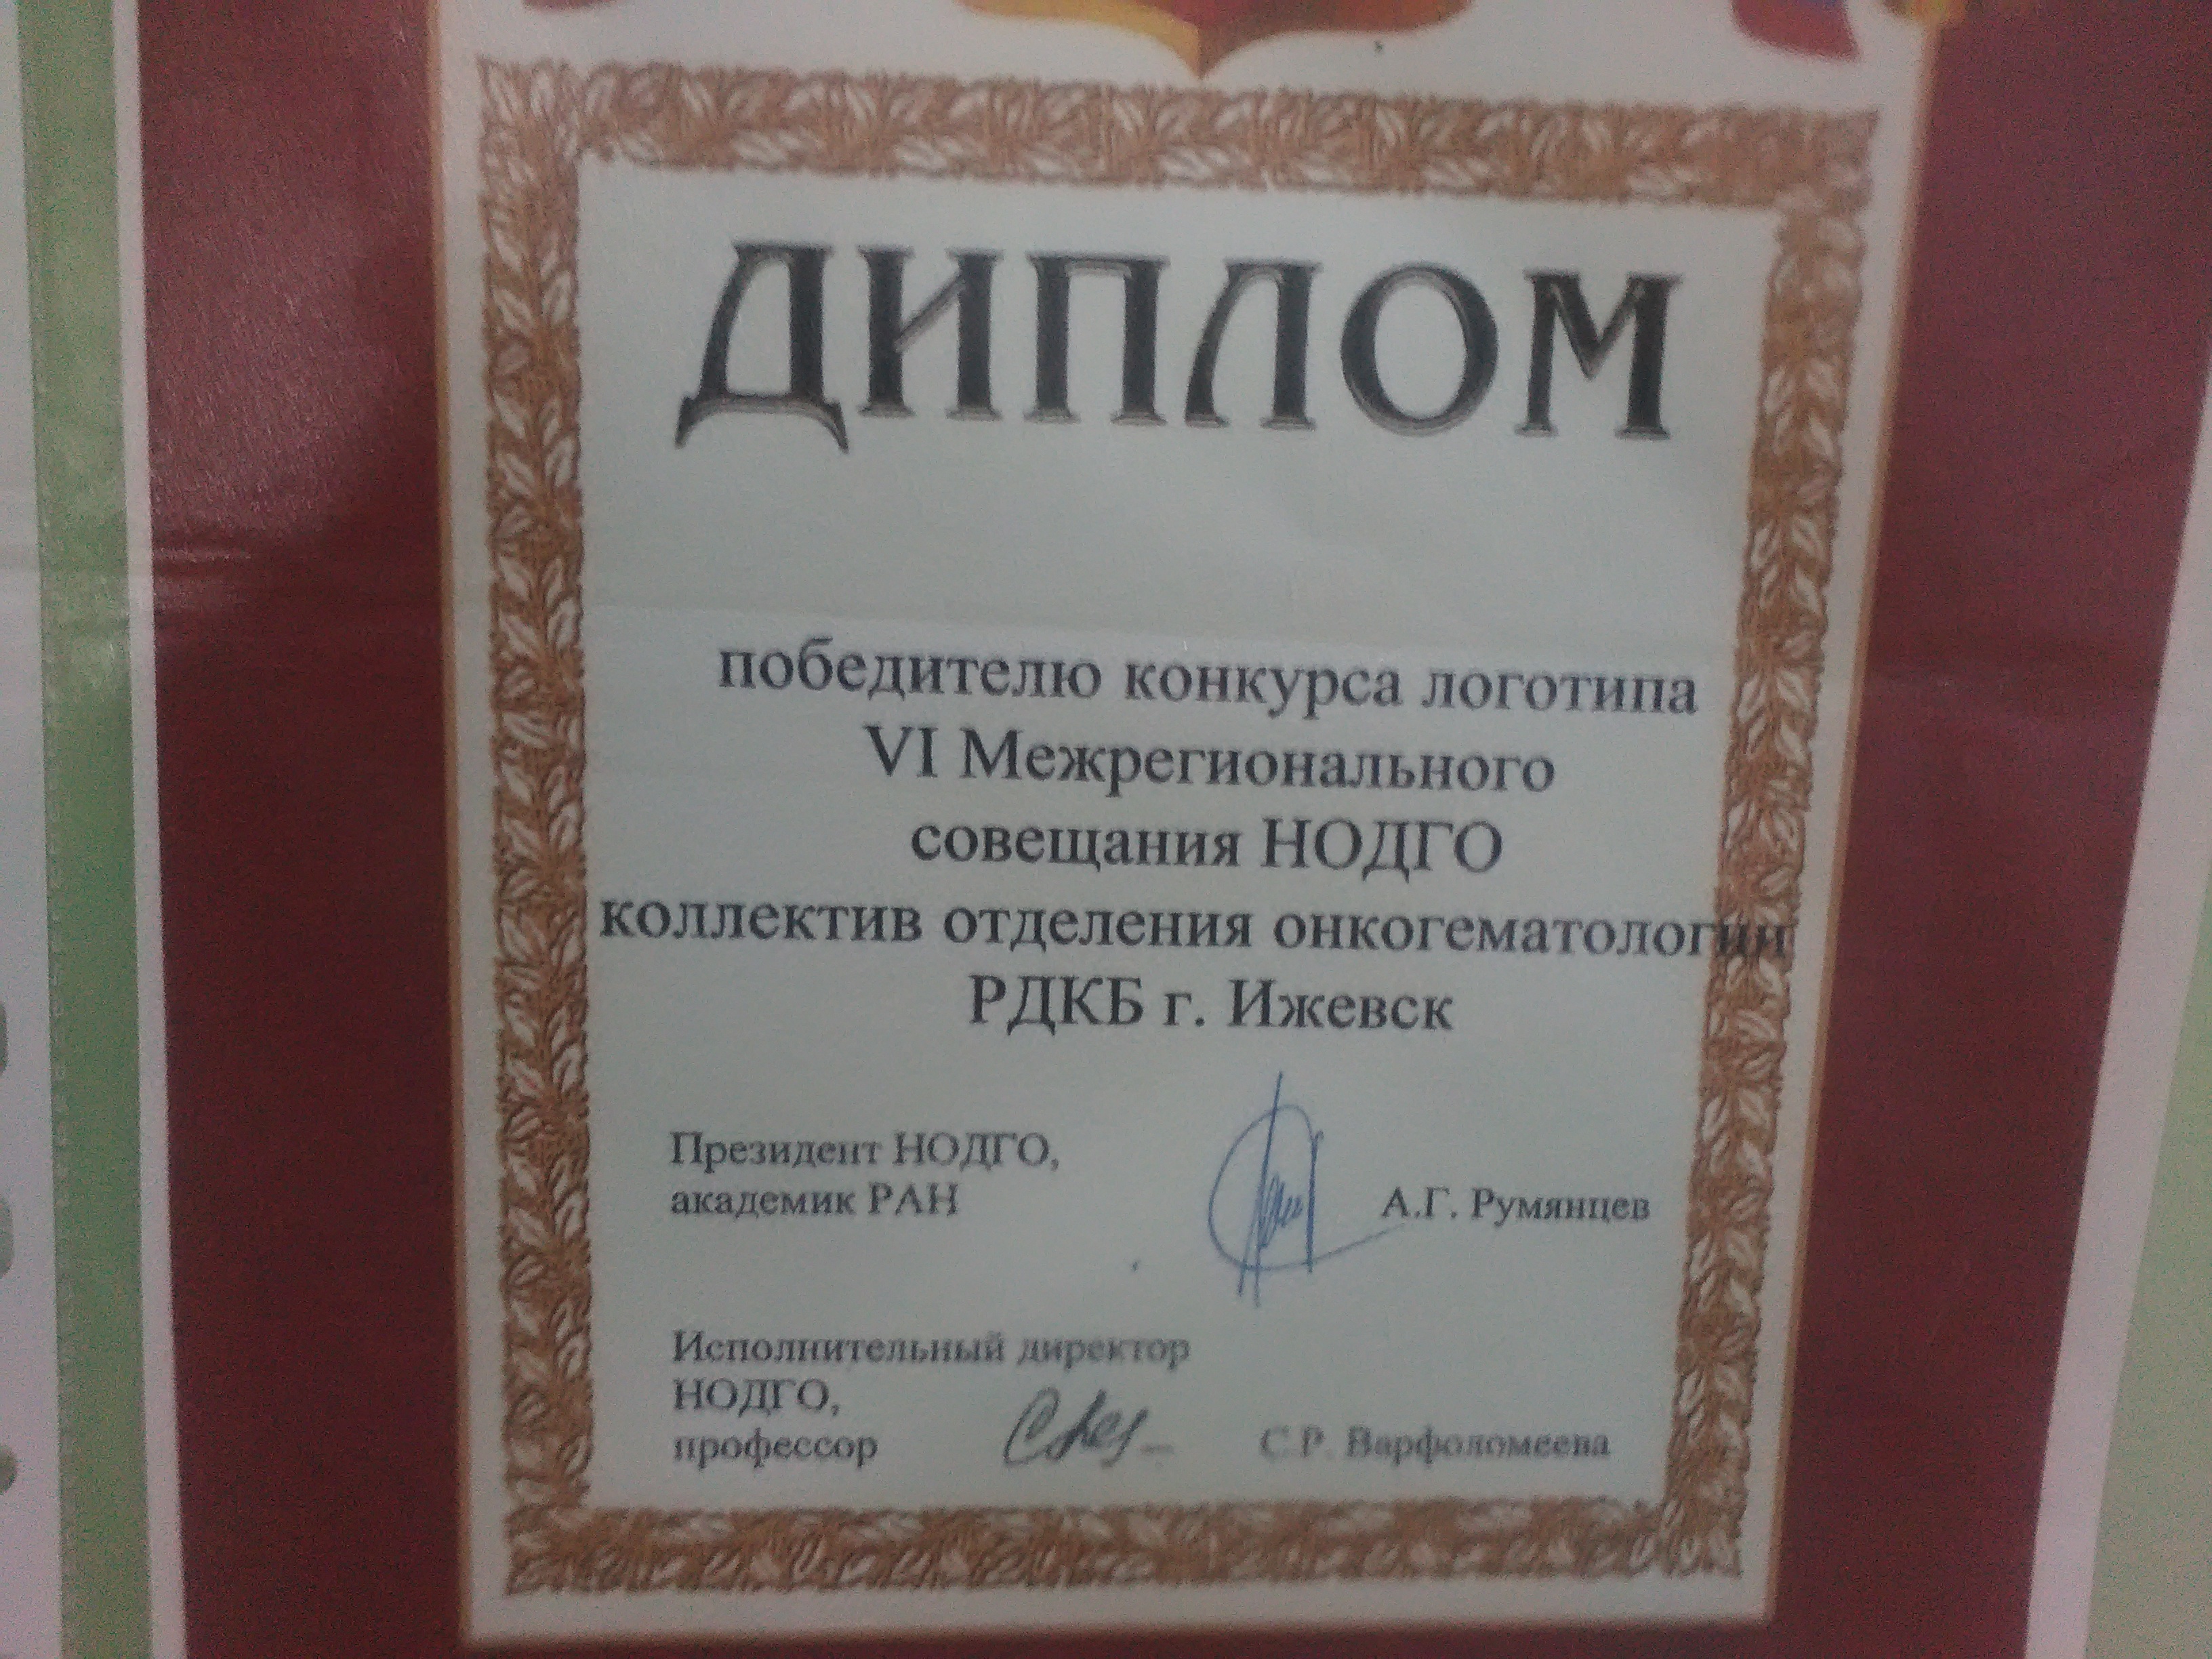 ДИПЛОМ
победителю конкурса логотипа
VI Межрегионального
совещания НОДГО
коллектив отделения онкогематологии
РДКБ г. Ижевск
Президент НОДГО,
академик РАН
А.Г. Румянцев
Исполнительный директор
НОДГО,
профессор
С.Р. Варфоломеева